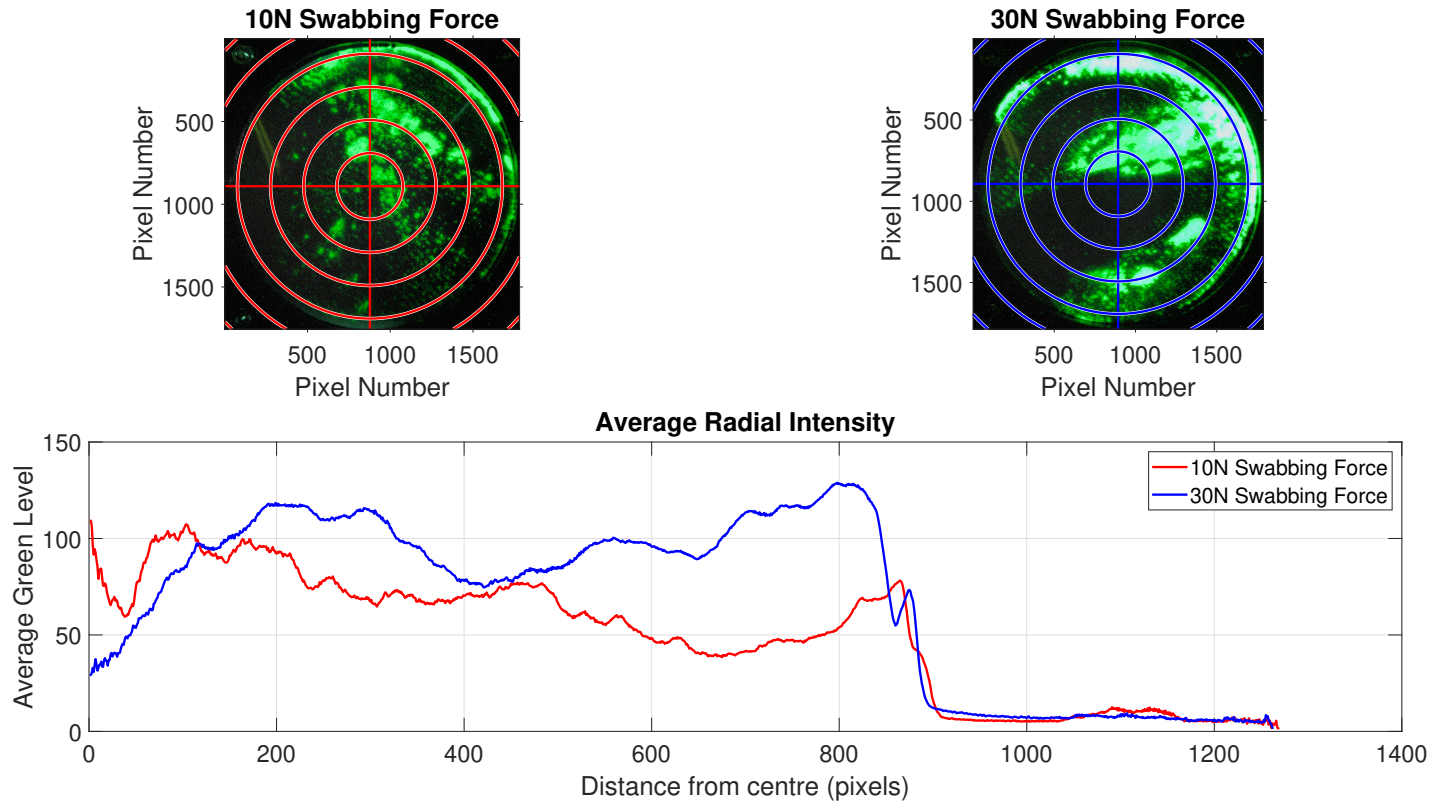 10N Swabbing Force
Pixel Number
500
1000
1500
500 1000 1500
Pixel Number
30N Swabbing Force
Pixel Number
500
1000
1500
500 1000 1500
Pixel Number
Average Radial Intensity
Average Green Level
150
100
50
0
10N Swabbing Force
30N Swabbing Force
0 200 400 600 800 1000 1200 1400
Distance from centre (pixels)